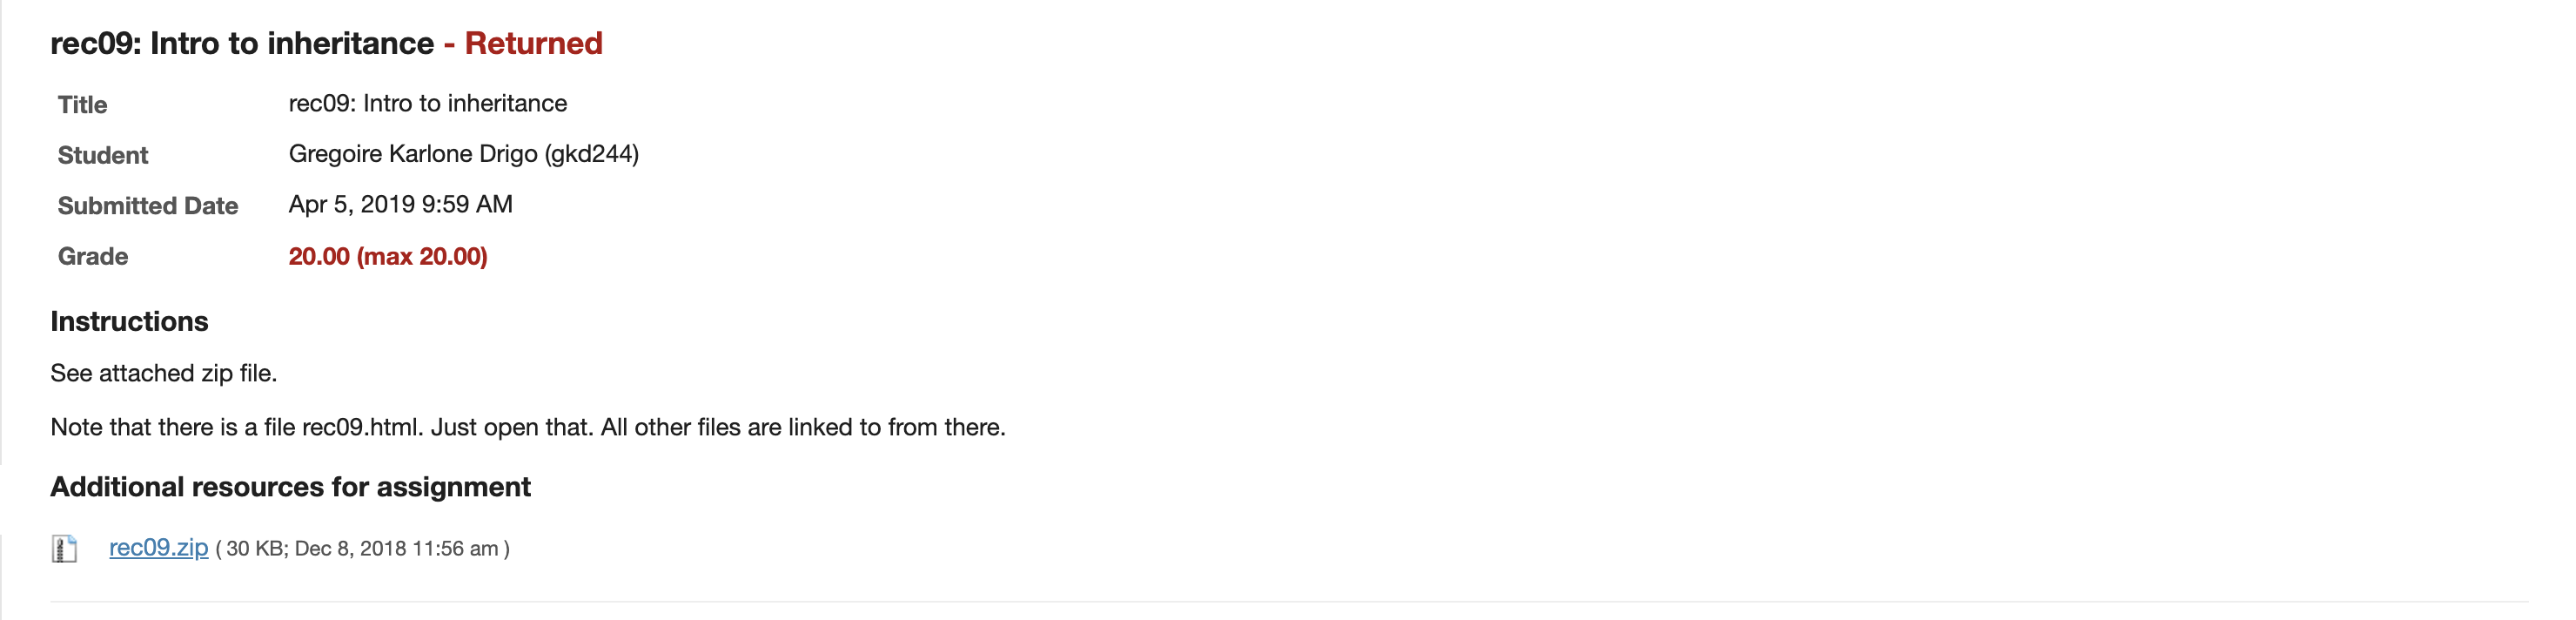 rec09: Intro to inheritance - Returned
Title rec09: Intro to inheritance
Student Gregoire Karlone Drigo (gkd244)
Submitted Date Apr 5, 2019 9:59 AM
Grade 20.00 (max 20.00)
Instructions
See attached zip file.
Note that there is a file rec09.html. Just open that. All other files are linked to from there.
Additional resources for assignment
rec09.zip ( 30 KB; Dec 8, 2018 11:56 am )